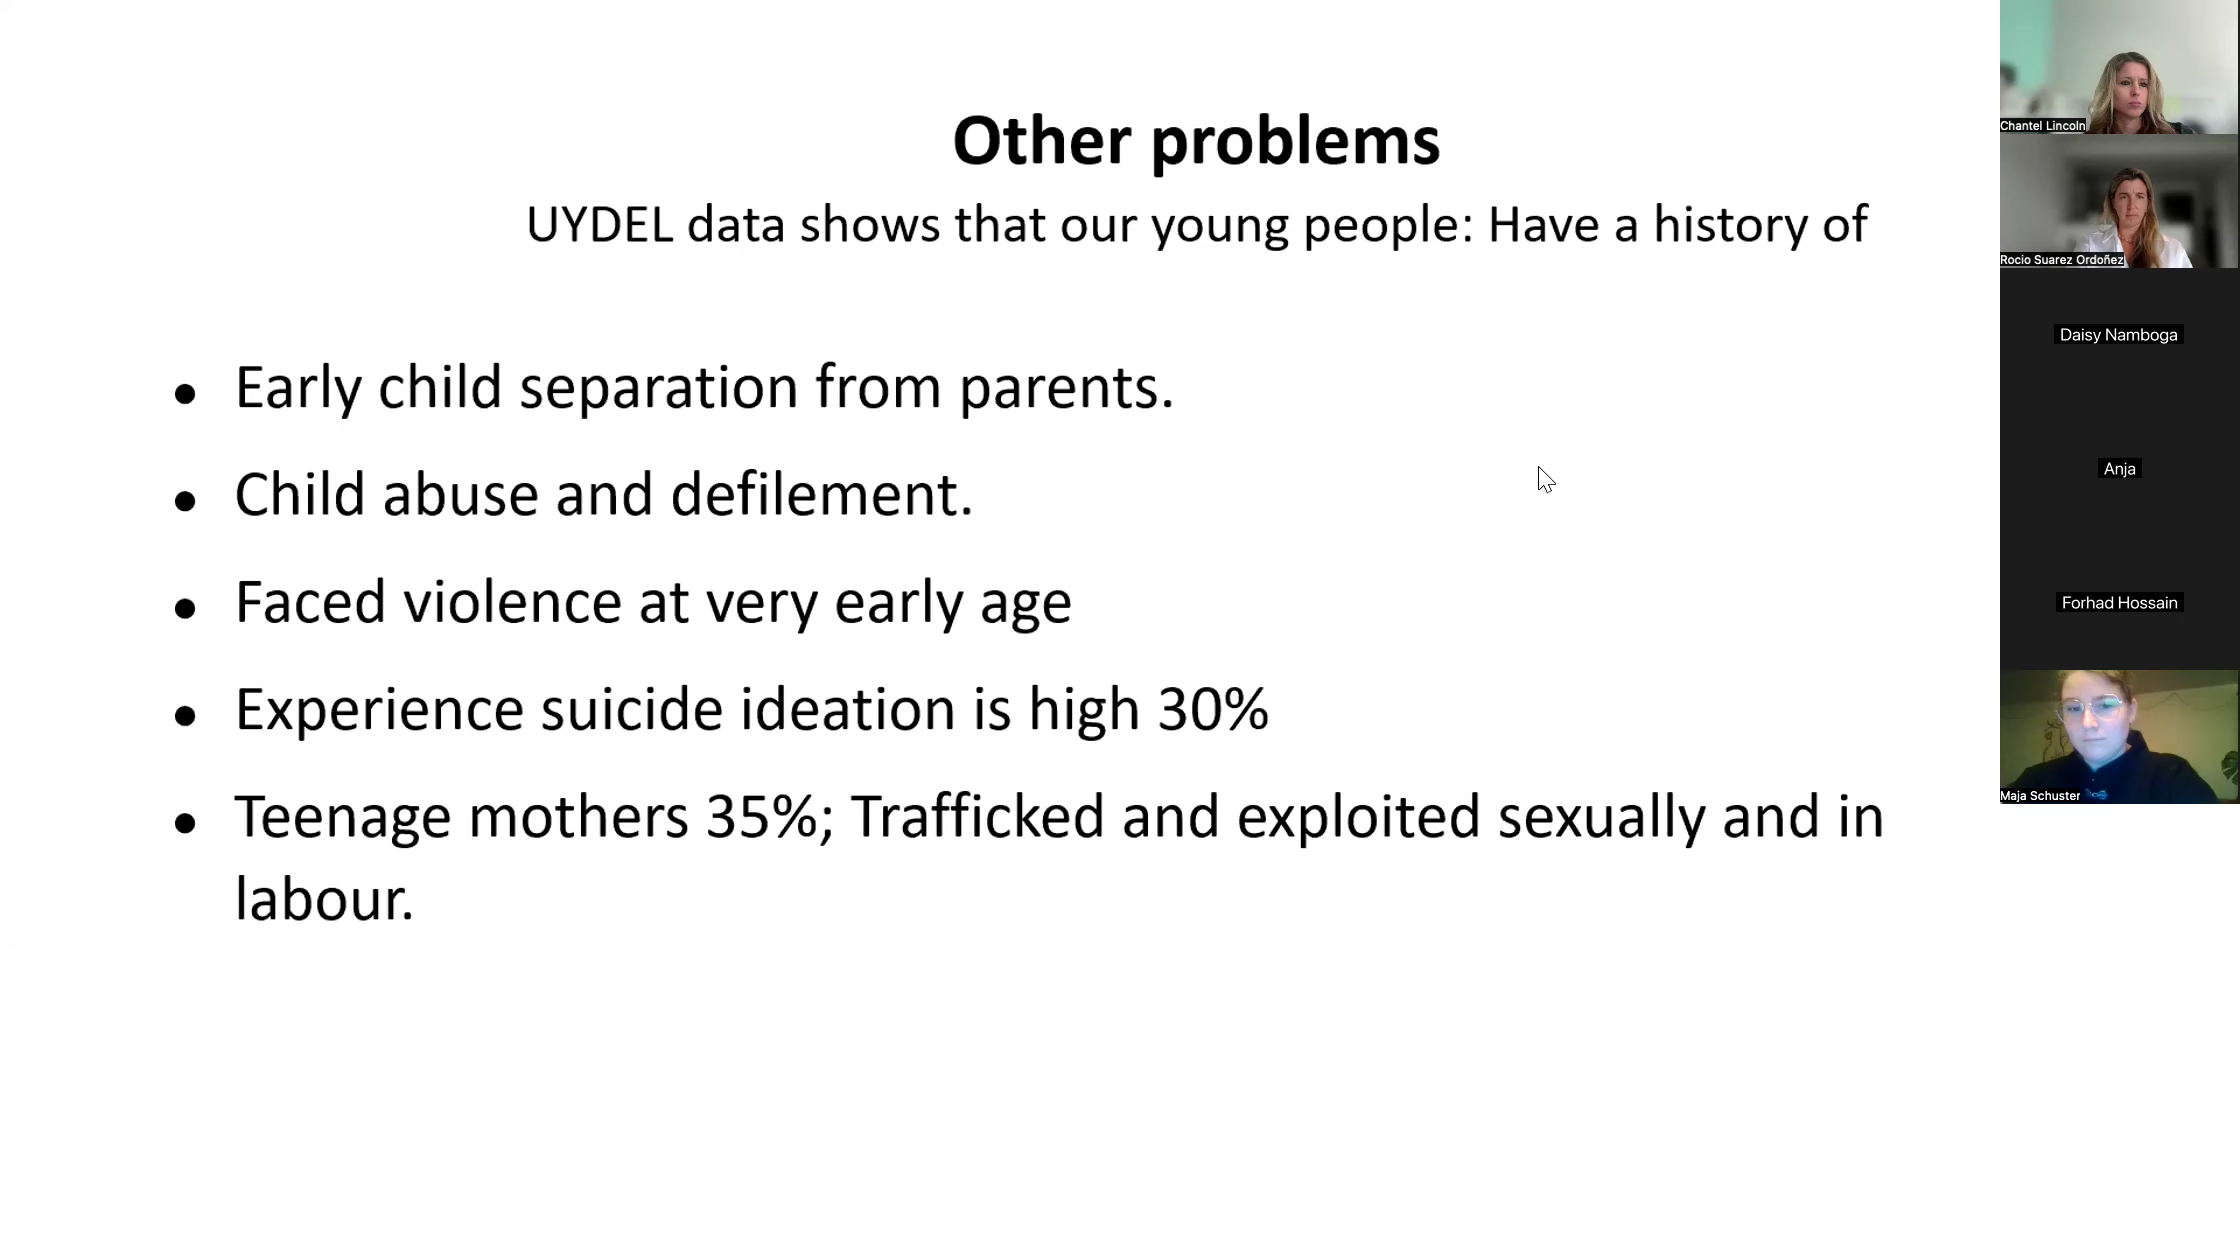 Other problems
UYDEL data shows that our young people: Have a history of
• Early child separation from parents.
• Child abuse and defilement.
• Faced violence at very early age
• Experience suicide ideation is high 30%
• Teenage mothers 35%; Trafficked and exploited sexually and in
labour.
Chantel Lincoln
Rocio Suarez Ordoñez
Daisy Namboga
Anja
Forhad Hossain
Maja Schuster